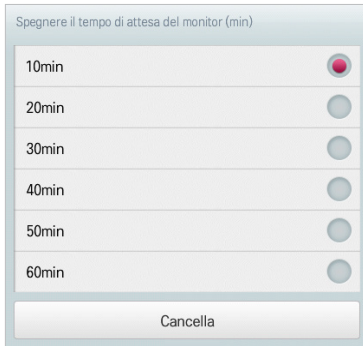 Spegnere il tempo di attesa del monitor (min)
10min
20min
30min
40min
50min
60min
Cancella